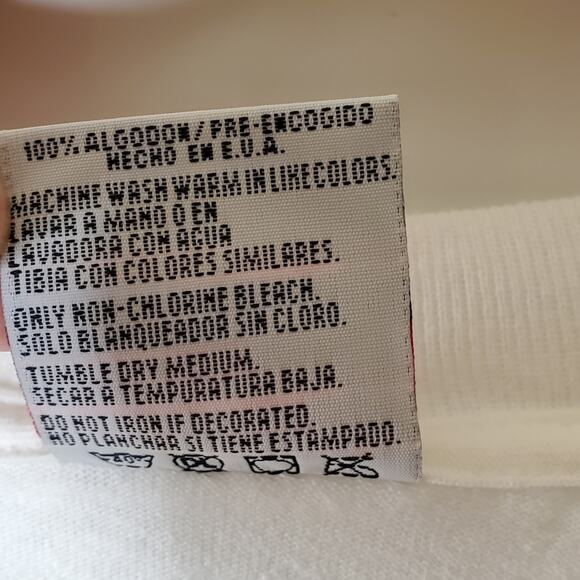 100% ALGODON/PRE-ENCOGIDO
HECHO EN E.U.A.
MACHINE WASH WARM IN LIKE COLORS.
LAVAR A MANO O EN
LAVADORA CON AGUA
TIBIA CON COLORES SIMILARES.
ONLY NON-CHLORINE BLEACH.
SOLO BLANQUEADOR SIN CLORO.
TUMBLE DRY MEDIUM.
SECAR A TEMPURATURA BAJA.
DO NOT IRON IF DECORATED.
NO PLANCHAR SI TIENE ESTAMPADO.